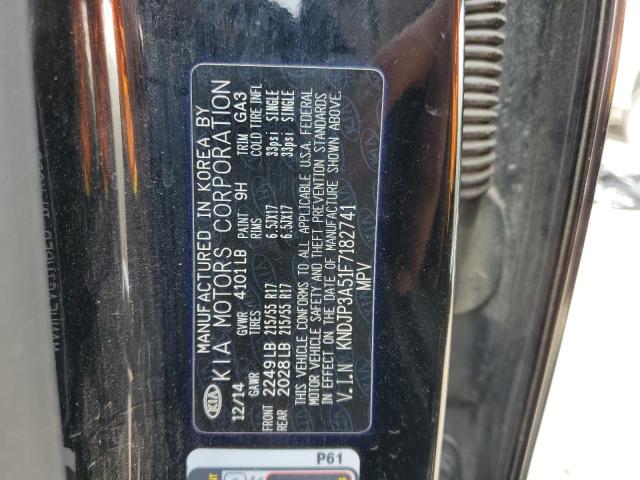 MANUFACTURED IN KOREA BY
KIA KIA MOTORS CORPORATION
12/14 GVWR 4101LB PAINT 9H TRIM GA3
GAWR TIRES RIMS COLD TIRE INFL
FRONT 2249LB 215/55 R17 6.5JX17 33psi SINGLE
REAR 2028LB 215/55 R17 6.5JX17 33psi SINGLE
THIS VEHICLE CONFORMS TO ALL APPLICABLE U.S.A. FEDERAL
MOTOR VEHICLE SAFETY AND THEFT PREVENTION STANDARDS
IN EFFECT ON THE DATE OF MANUFACTURE SHOWN ABOVE.
V.I.N KNDJP3A51F7182741
MPV
P61